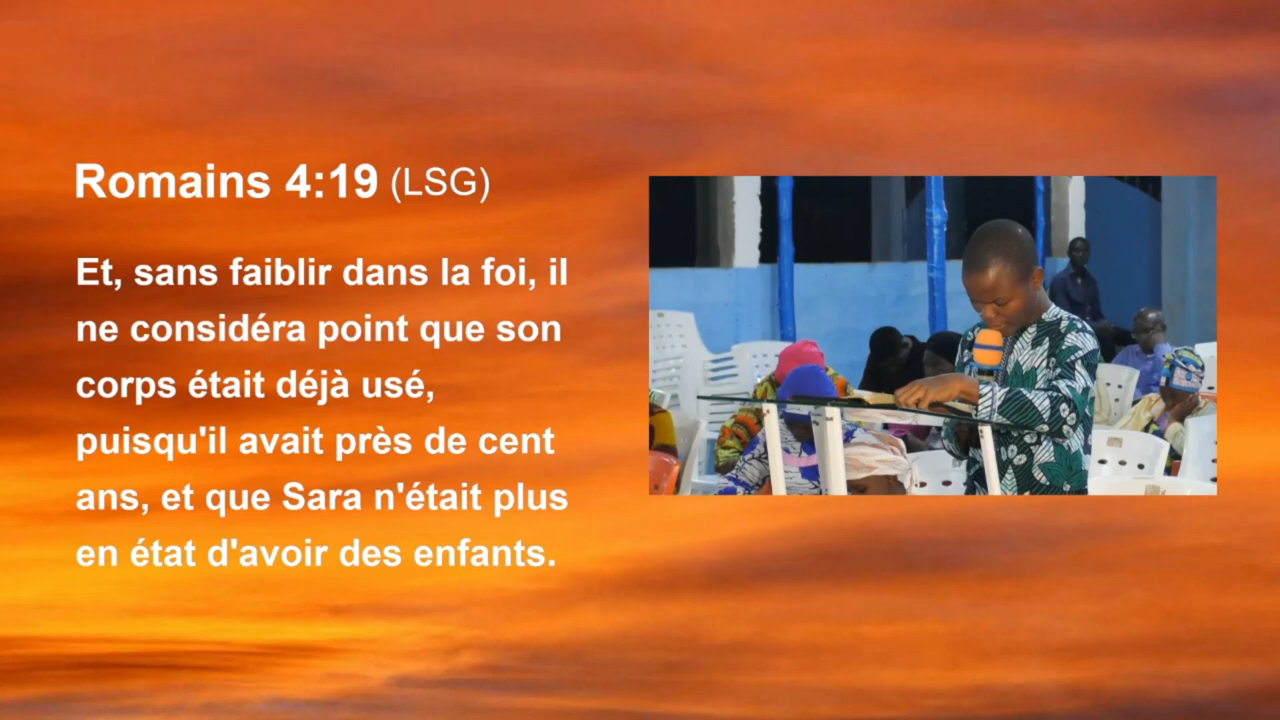 Romains 4:19 (LSG)
Et, sans faiblir dans la foi, il
ne considéra point que son
corps était déjà usé,
puisqu'il avait près de cent
ans, et que Sara n'était plus
en état d'avoir des enfants.